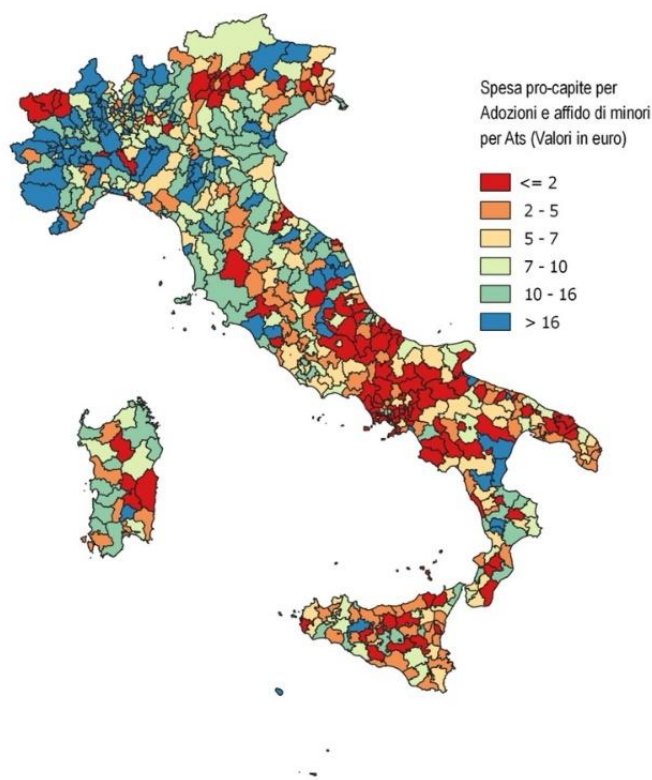 Spesa pro-capite per
Adozioni e affido di minori
per Ats (Valori in euro)
<= 2
2 - 5
5 - 7
7 - 10
10 - 16
> 16